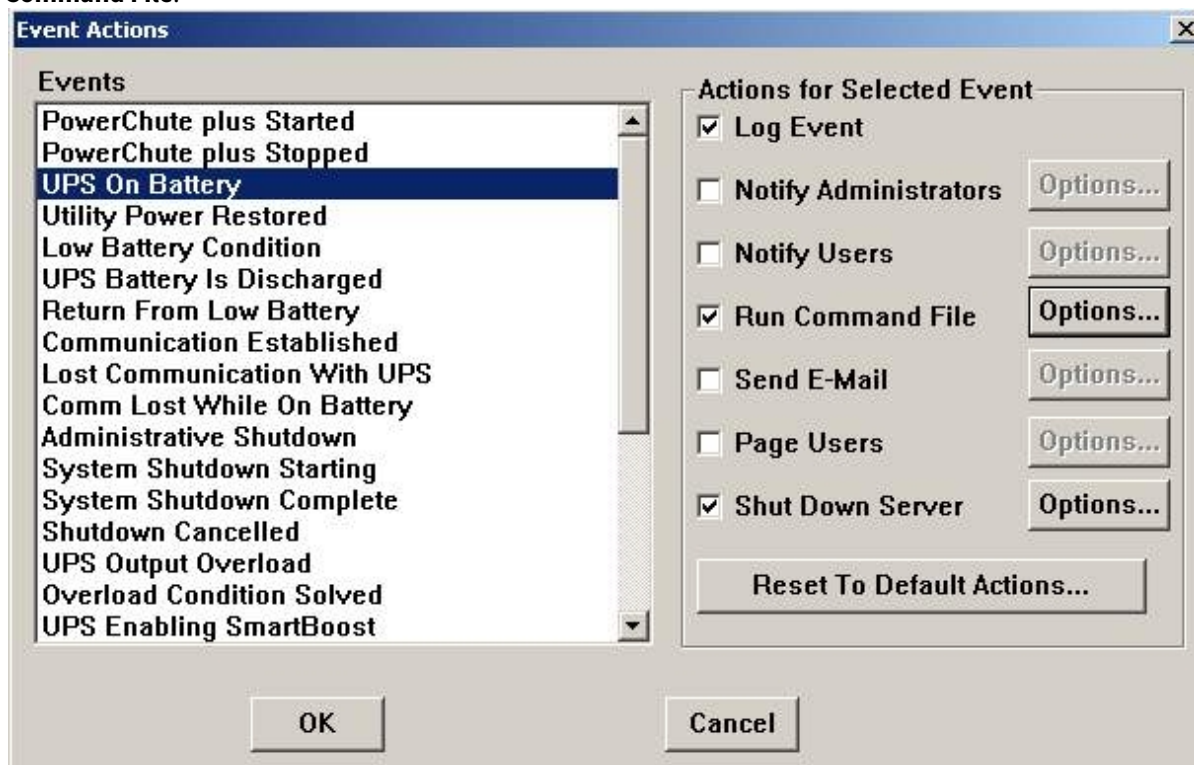 Command File.
Event Actions
Events
PowerChute plus Started
PowerChute plus Stopped
UPS On Battery
Utility Power Restored
Low Battery Condition
UPS Battery Is Discharged
Return From Low Battery
Communication Established
Lost Communication With UPS
Comm Lost While On Battery
Administrative Shutdown
System Shutdown Starting
System Shutdown Complete
Shutdown Cancelled
UPS Output Overload
Overload Condition Solved
UPS Enabling SmartBoost
Actions for Selected Event
Log Event
Notify Administrators Options...
Notify Users Options...
Run Command File Options...
Send E-Mail Options...
Page Users Options...
Shut Down Server Options...
Reset To Default Actions...
OK Cancel